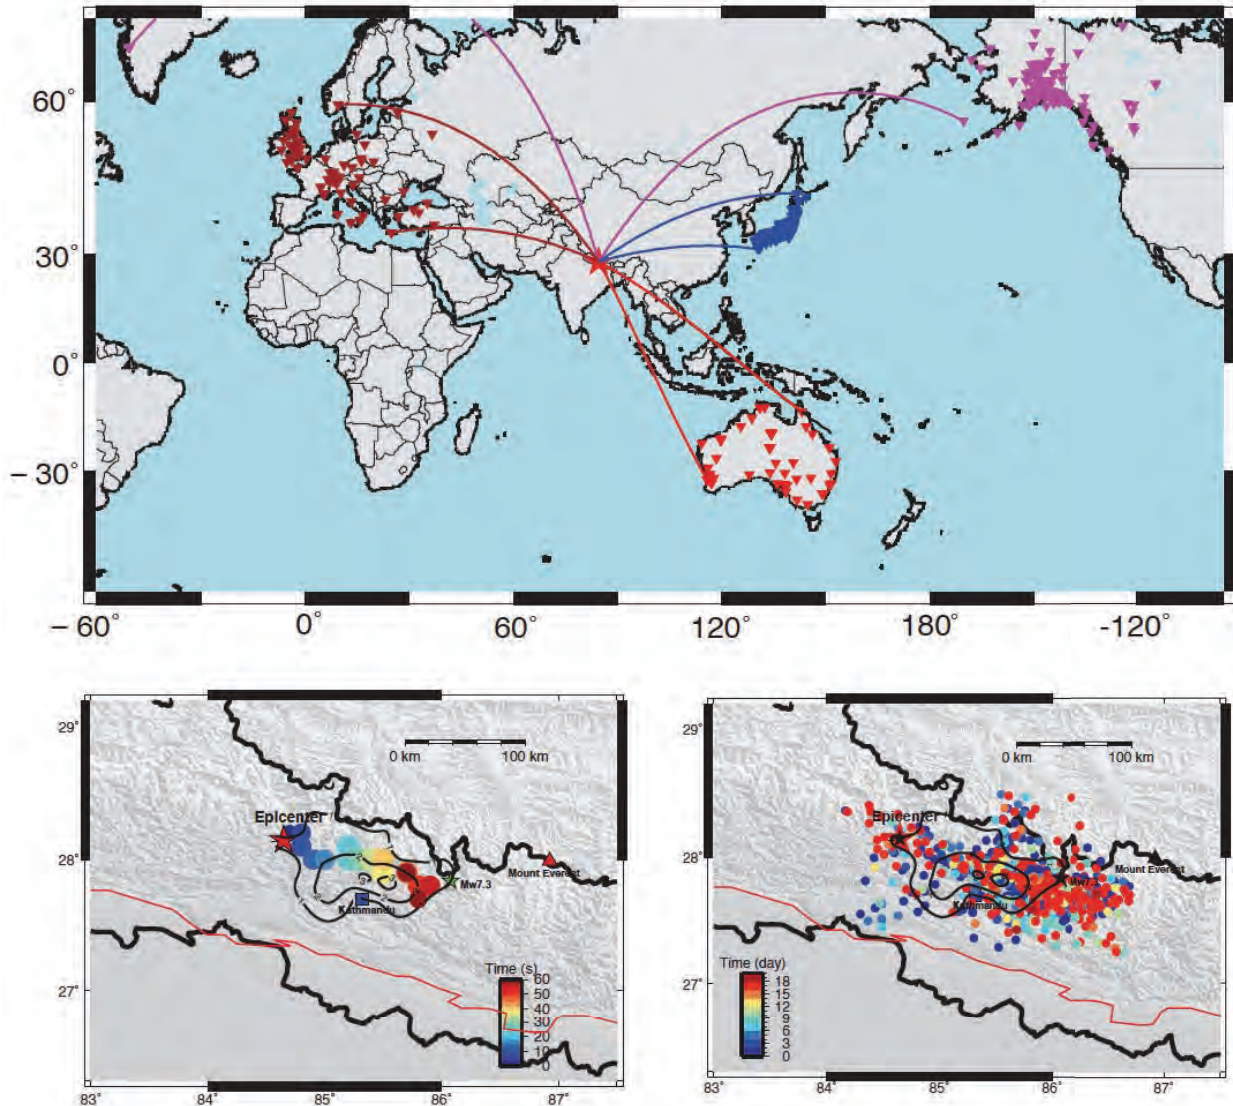 60°
30°
0°
−30°
−60° 0° 60° 120° 180° -120°
29°
28°
27°
83° 84° 85° 86° 87°
0 km 100 km
Epicenter
Mount Everest
Mw7.3
Kathmandu
Time (s)
60
50
40
30
20
10
0
29°
28°
27°
83° 84° 85° 86° 87°
0 km 100 km
Epicenter
Mount Everest
Kathmandu
Time (day)
18
15
12
9
6
3
0